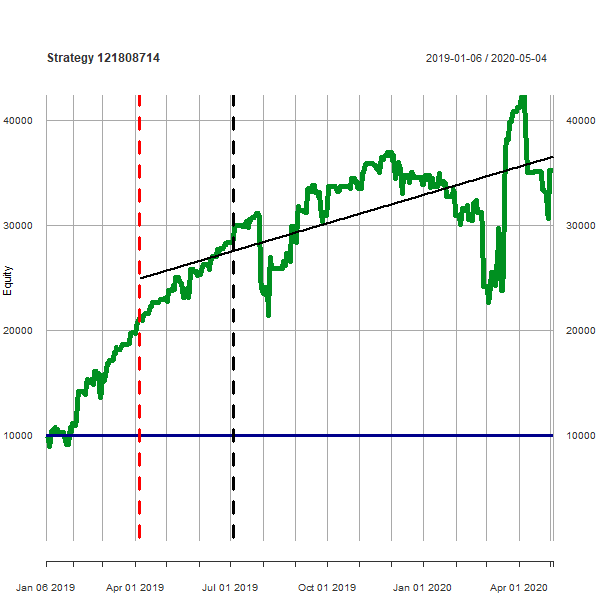 Strategy 121808714
2019-01-06 / 2020-05-04
40000
40000
30000
30000
Equity
20000
20000
10000
10000
Jan 06 2019
Apr 01 2019
Jul 01 2019
Oct 01 2019
Jan 01 2020
Apr 01 2020